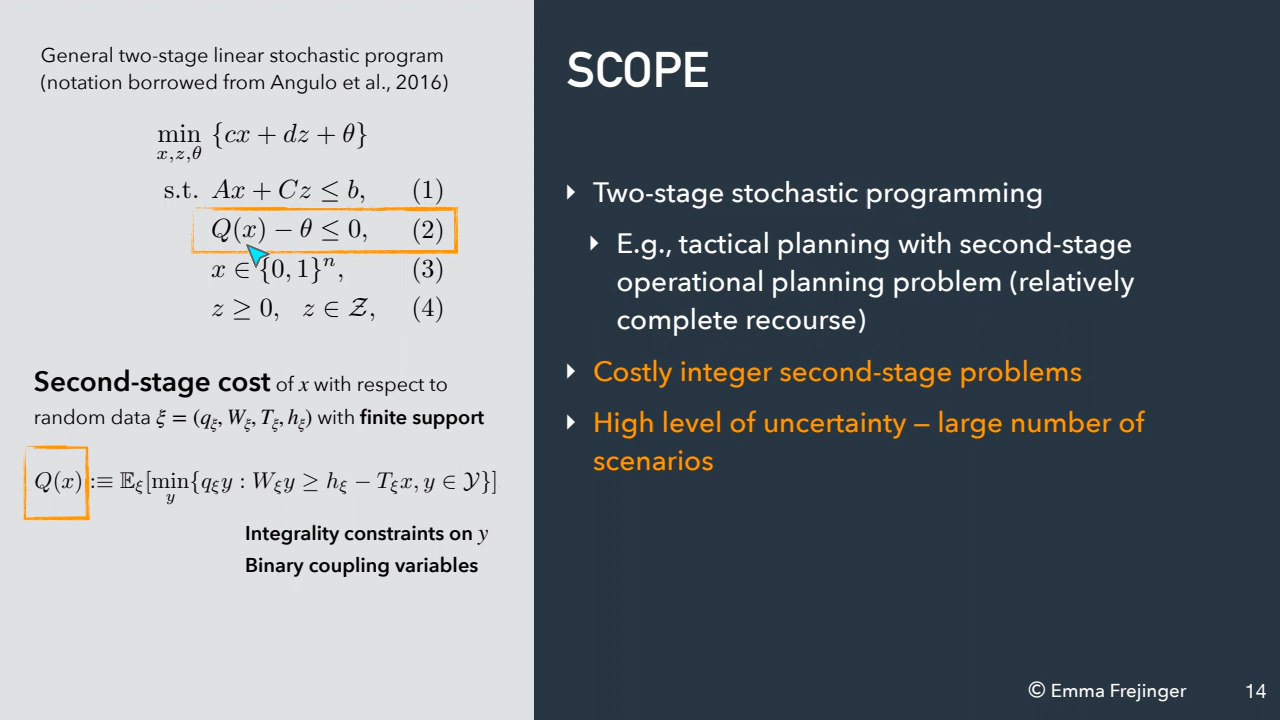 General two-stage linear stochastic program
(notation borrowed from Angulo et al., 2016)
min {cx + dz + θ}
x,z,θ
s.t. Ax + Cz ≤ b, (1)
Q(x) − θ ≤ 0, (2)
x ∈ {0, 1}ⁿ, (3)
z ≥ 0, z ∈ 𝒵, (4)
Second-stage cost of x with respect to
random data ξ = (q_ξ, W_ξ, T_ξ, h_ξ) with finite support
Q(x) :≡ 𝔼_ξ[min{q_ξ y : W_ξ y ≥ h_ξ − T_ξ x, y ∈ 𝒴}]
y
Integrality constraints on y
Binary coupling variables
SCOPE
Two-stage stochastic programming
E.g., tactical planning with second-stage
operational planning problem (relatively
complete recourse)
Costly integer second-stage problems
High level of uncertainty – large number of
scenarios
© Emma Frejinger 14